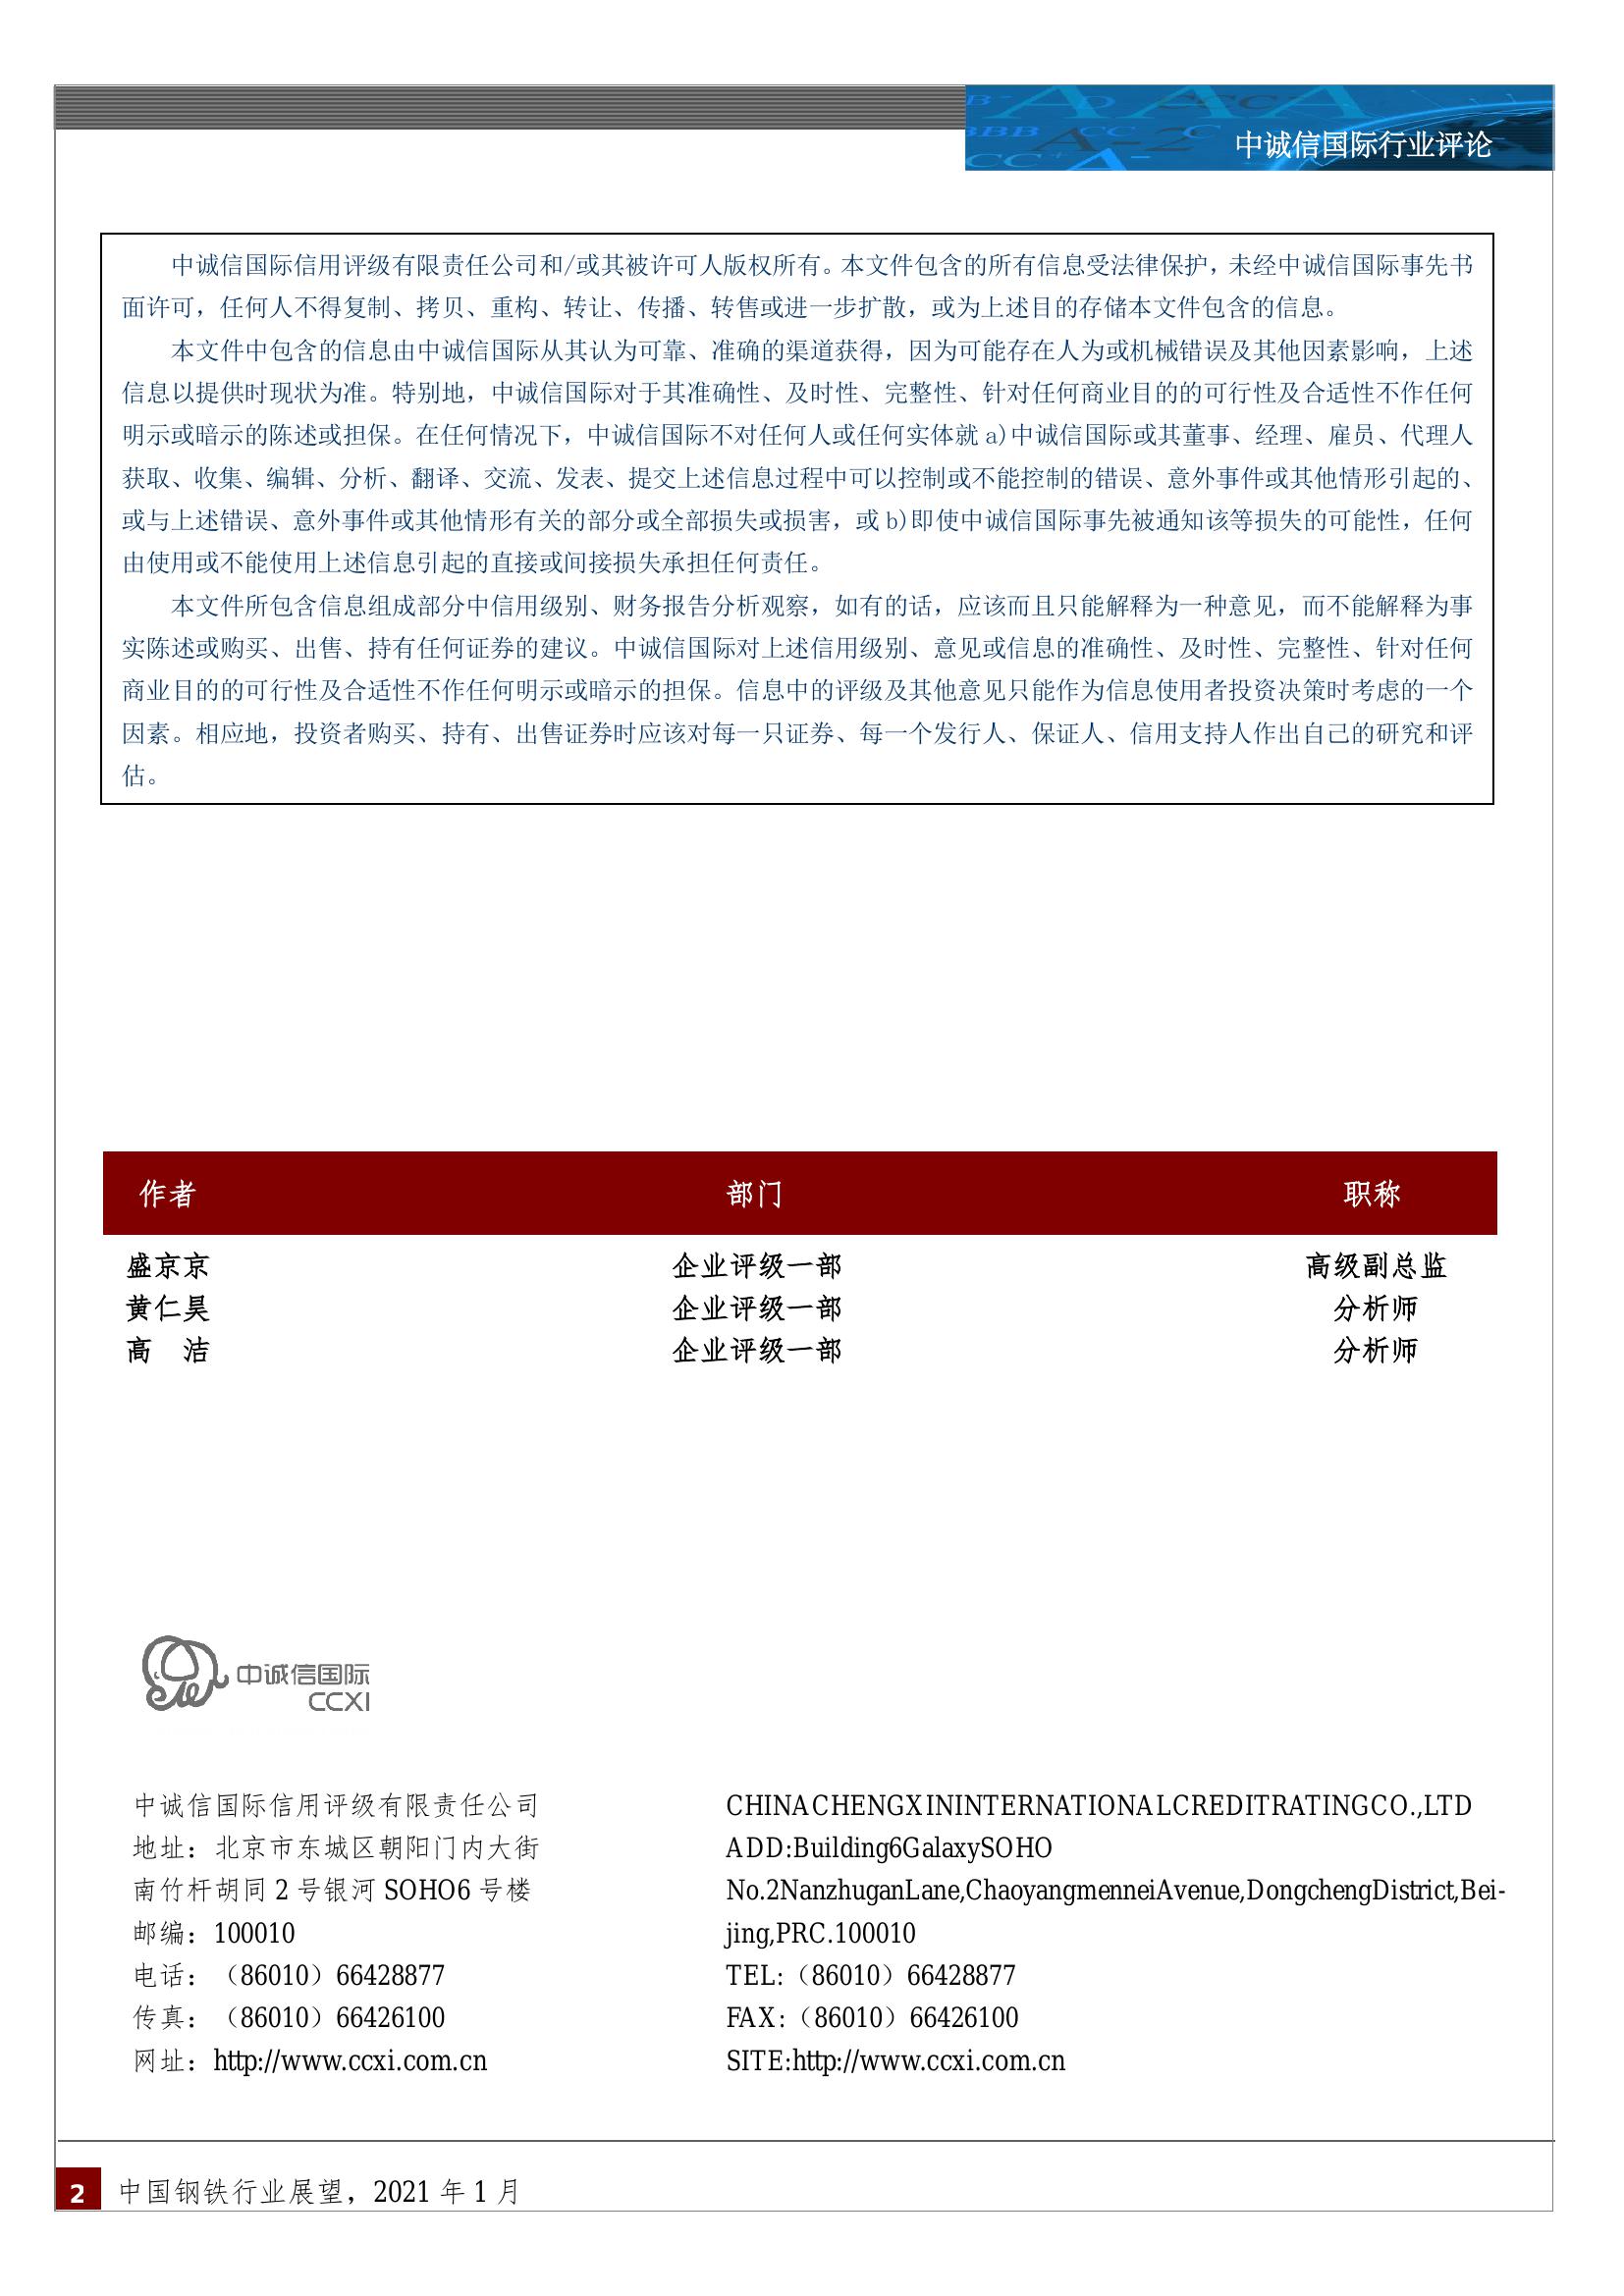 中诚信国际行业评论
中诚信国际信用评级有限责任公司和/或其被许可人版权所有。本文件包含的所有信息受法律保护，未经中诚信国际事先书
面许可，任何人不得复制、拷贝、重构、转让、传播、转售或进一步扩散，或为上述目的存储本文件包含的信息。
本文件中包含的信息由中诚信国际从其认为可靠、准确的渠道获得，因为可能存在人为或机械错误及其他因素影响，上述
信息以提供时现状为准。特别地，中诚信国际对于其准确性、及时性、完整性、针对任何商业目的的可行性及合适性不作任何
明示或暗示的陈述或担保。在任何情况下，中诚信国际不对任何人或任何实体就 a)中诚信国际或其董事、经理、雇员、代理人
获取、收集、编辑、分析、翻译、交流、发表、提交上述信息过程中可以控制或不能控制的错误、意外事件或其他情形引起的、
或与上述错误、意外事件或其他情形有关的部分或全部损失或损害，或 b)即使中诚信国际事先被通知该等损失的可能性，任何
由使用或不能使用上述信息引起的直接或间接损失承担任何责任。
本文件所包含信息组成部分中信用级别、财务报告分析观察，如有的话，应该而且只能解释为一种意见，而不能解释为事
实陈述或购买、出售、持有任何证券的建议。中诚信国际对上述信用级别、意见或信息的准确性、及时性、完整性、针对任何
商业目的的可行性及合适性不作任何明示或暗示的担保。信息中的评级及其他意见只能作为信息使用者投资决策时考虑的一个
因素。相应地，投资者购买、持有、出售证券时应该对每一只证券、每一个发行人、保证人、信用支持人作出自己的研究和评
估。
作者 部门 职称
盛京京 企业评级一部 高级副总监
黄仁昊 企业评级一部 分析师
高　洁 企业评级一部 分析师
中诚信国际
CCXI
中诚信国际信用评级有限责任公司
地址：北京市东城区朝阳门内大街
南竹杆胡同 2 号银河 SOHO6 号楼
邮编：100010
电话：（86010）66428877
传真：（86010）66426100
网址：http://www.ccxi.com.cn
CHINACHENGXININTERNATIONALCREDITRATINGCO.,LTD
ADD:Building6GalaxySOHO
No.2NanzhuganLane,ChaoyangmenneiAvenue,DongchengDistrict,Bei-
jing,PRC.100010
TEL:（86010）66428877
FAX:（86010）66426100
SITE:http://www.ccxi.com.cn
2 中国钢铁行业展望，2021 年 1 月